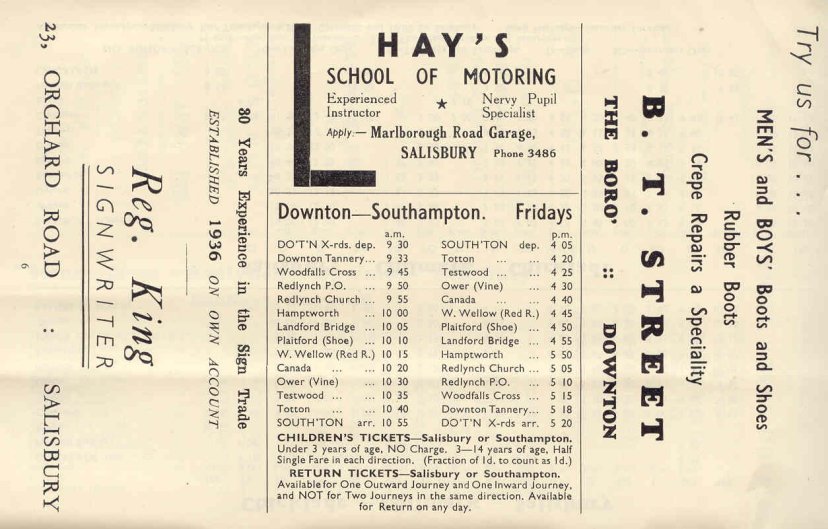 23, ORCHARD ROAD : SALISBURY
Reg. King
SIGNWRITER
6
ESTABLISHED 1936 ON OWN ACCOUNT
30 Years Experience in the Sign Trade
HAY'S
SCHOOL OF MOTORING
Experienced Instructor ★ Nervy Pupil Specialist
Apply:— Marlborough Road Garage,
SALISBURY Phone 3486
Downton—Southampton. Fridays
a.m.
DO'T'N X-rds. dep. 9 30
Downton Tannery... 9 33
Woodfalls Cross ... 9 45
Redlynch P.O. ... 9 50
Redlynch Church ... 9 55
Hamptworth ... 10 00
Landford Bridge ... 10 05
Plaitford (Shoe) ... 10 10
W. Wellow (Red R.) 10 15
Canada ... ... 10 20
Ower (Vine) ... 10 30
Testwood ... ... 10 35
Totton ... ... 10 40
SOUTH'TON arr. 10 55
p.m.
SOUTH'TON dep. 4 05
Totton ... ... 4 20
Testwood ... ... 4 25
Ower (Vine) ... 4 30
Canada ... ... 4 40
W. Wellow (Red R.) 4 45
Plaitford (Shoe) ... 4 50
Landford Bridge ... 4 55
Hamptworth ... 5 50
Redlynch Church ... 5 05
Redlynch P.O. ... 5 10
Woodfalls Cross ... 5 15
Downton Tannery... 5 18
DO'T'N X-rds arr. 5 20
CHILDREN'S TICKETS—Salisbury or Southampton.
Under 3 years of age, NO Charge. 3—14 years of age, Half
Single Fare in each direction. (Fraction of 1d. to count as 1d.)
RETURN TICKETS—Salisbury or Southampton.
Available for One Outward Journey and One Inward Journey,
and NOT for Two Journeys in the same direction. Available
for Return on any day.
Try us for . . .
MEN'S and BOYS' Boots and Shoes
Rubber Boots
Crepe Repairs a Speciality
B. T. STREET
THE BORO' :: DOWNTON